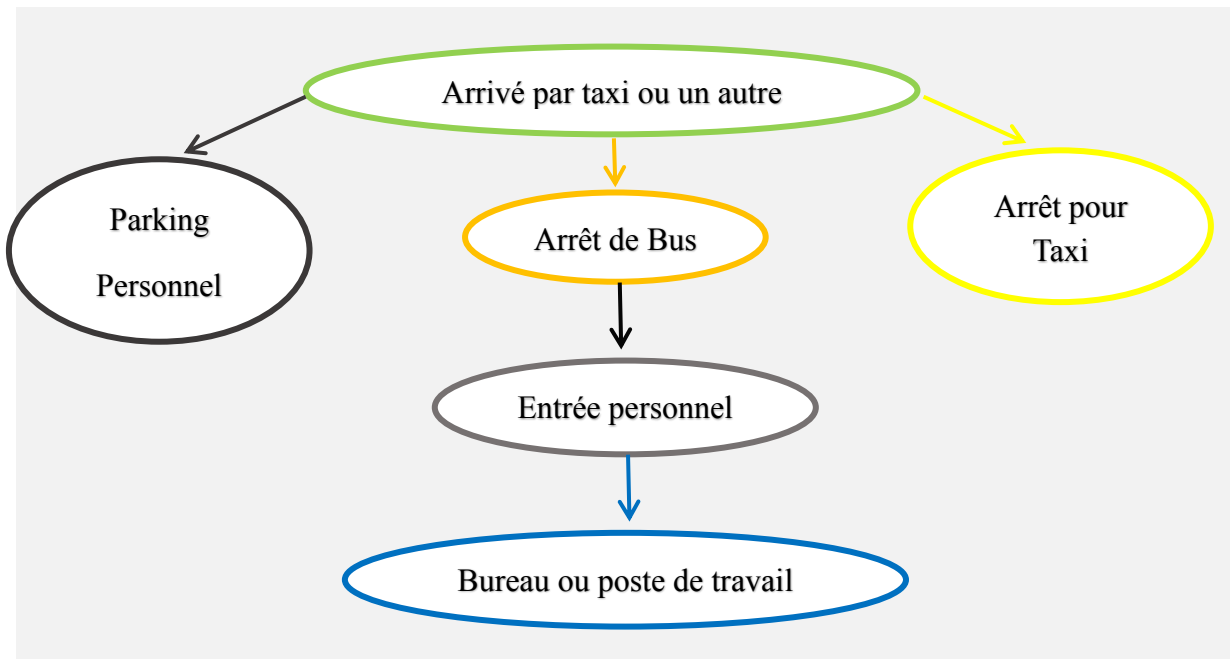 Arrivé par taxi ou un autre
Parking
Personnel
Arrêt de Bus
Arrêt pour
Taxi
Entrée personnel
Bureau ou poste de travail